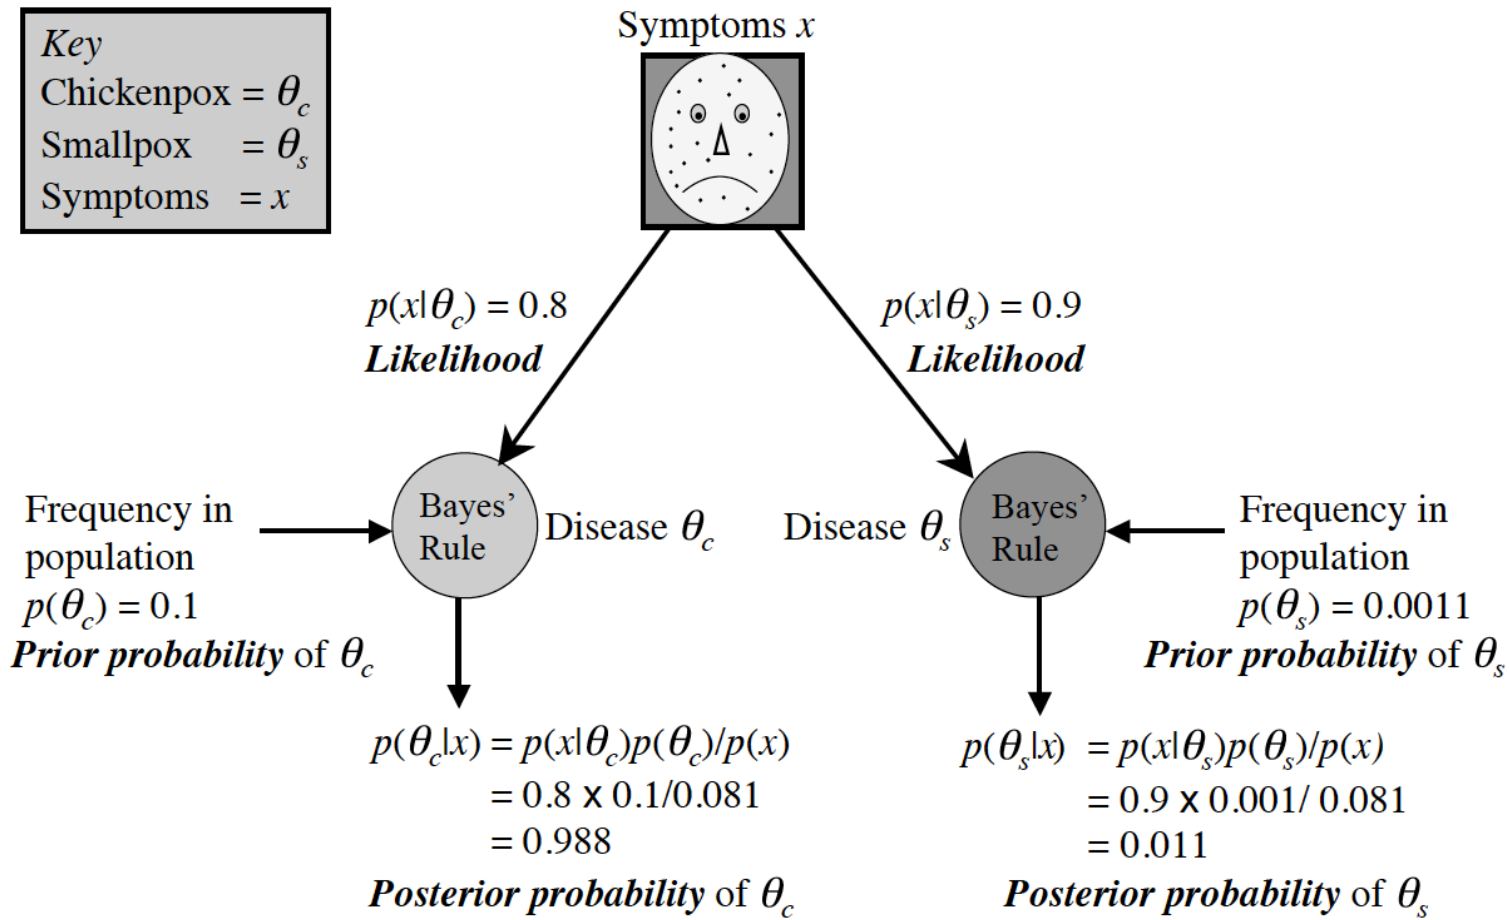 Key
Chickenpox = θc
Smallpox = θs
Symptoms = x
Symptoms x
p(x|θc) = 0.8
Likelihood
p(x|θs) = 0.9
Likelihood
Frequency in
population
p(θc) = 0.1
Prior probability of θc
Bayes’
Rule
Disease θc
Disease θs
Bayes’
Rule
Frequency in
population
p(θs) = 0.0011
Prior probability of θs
p(θc|x) = p(x|θc)p(θc)/p(x)
= 0.8 x 0.1/0.081
= 0.988
Posterior probability of θc
p(θs|x) = p(x|θs)p(θs)/p(x)
= 0.9 x 0.001/ 0.081
= 0.011
Posterior probability of θs